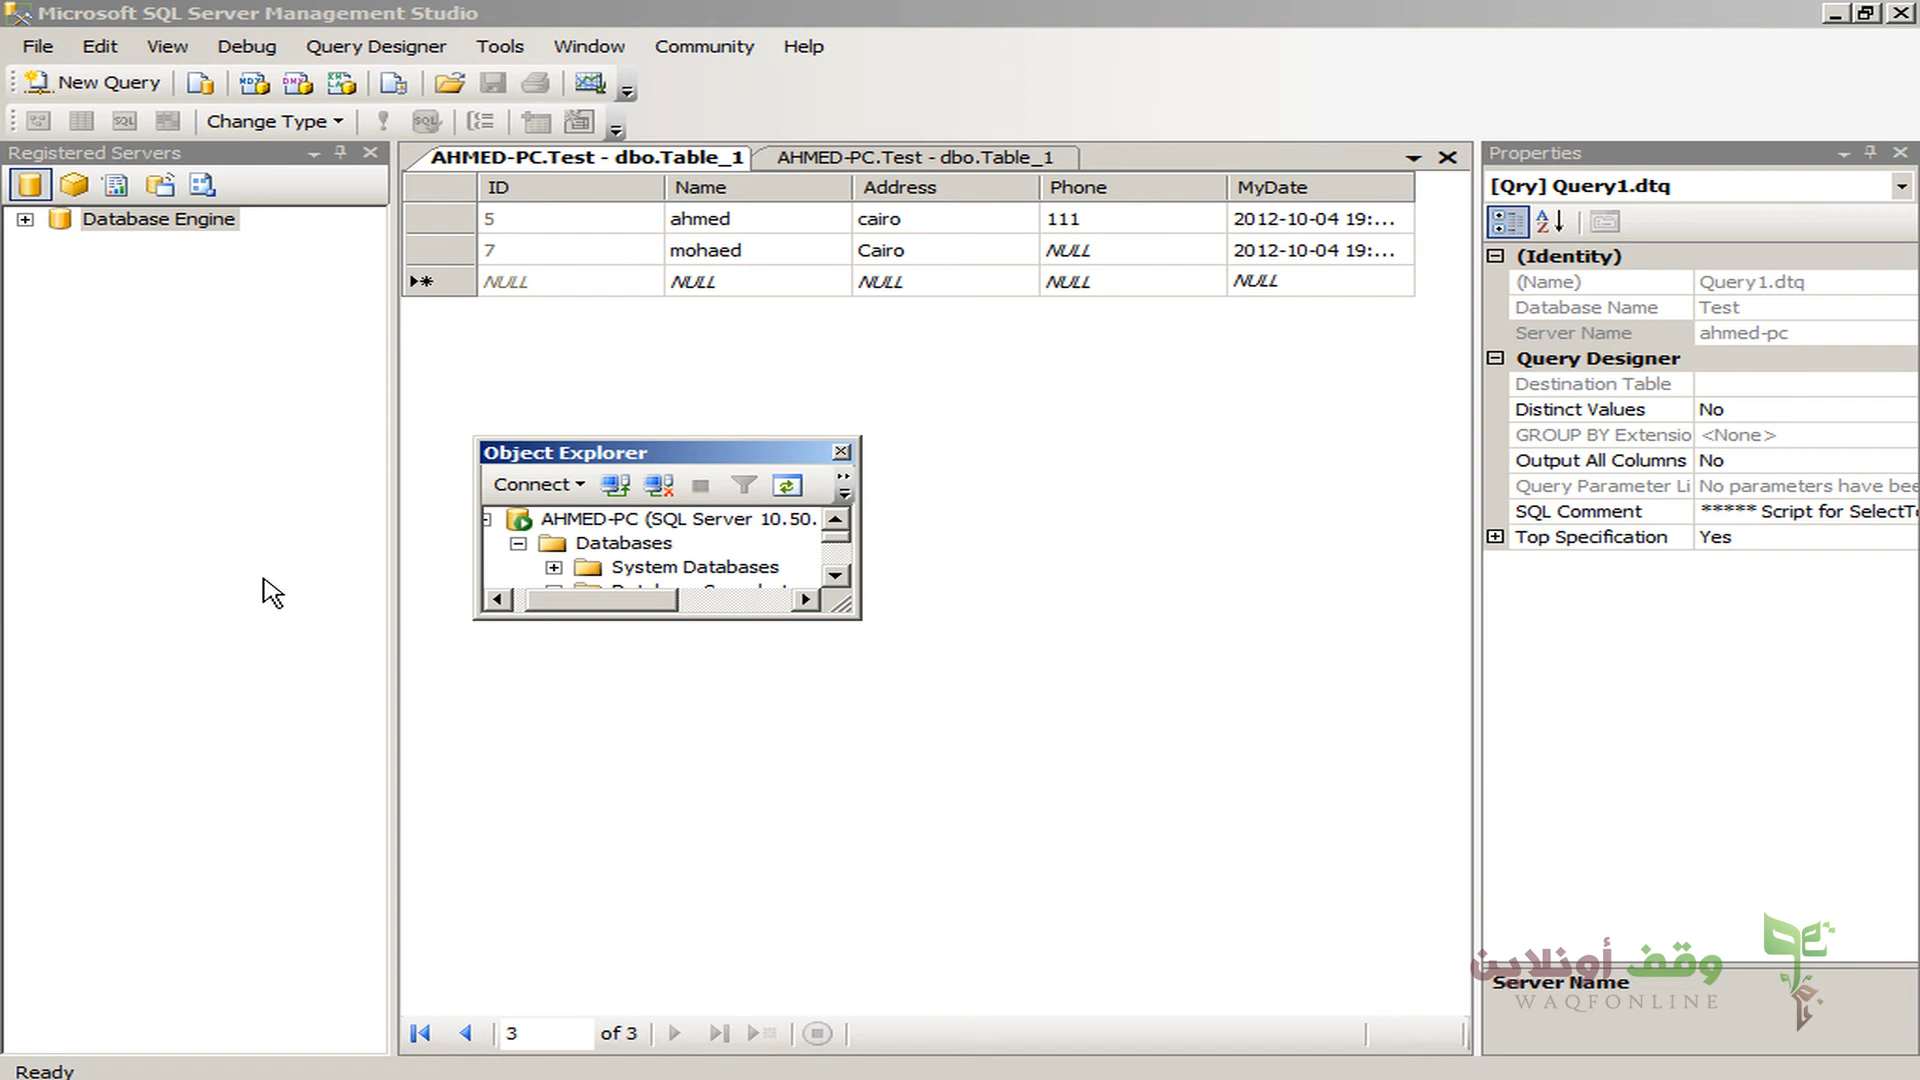 Microsoft SQL Server Management Studio
File Edit View Debug Query Designer Tools Window Community Help
New Query
Change Type
Registered Servers
Database Engine
AHMED-PC.Test - dbo.Table_1 AHMED-PC.Test - dbo.Table_1
ID Name Address Phone MyDate
5 ahmed cairo 111 2012-10-04 19:...
7 mohaed Cairo NULL 2012-10-04 19:...
NULL NULL NULL NULL NULL
Object Explorer
Connect
AHMED-PC (SQL Server 10.50.
Databases
System Databases
3 of 3
Properties
[Qry] Query1.dtq
(Identity)
(Name) Query1.dtq
Database Name Test
Server Name ahmed-pc
Query Designer
Destination Table
Distinct Values No
GROUP BY Extensio <None>
Output All Columns No
Query Parameter Li No parameters have bee
SQL Comment ***** Script for SelectT
Top Specification Yes
Server Name
وقف أونلاين
WAQFONLINE
Ready